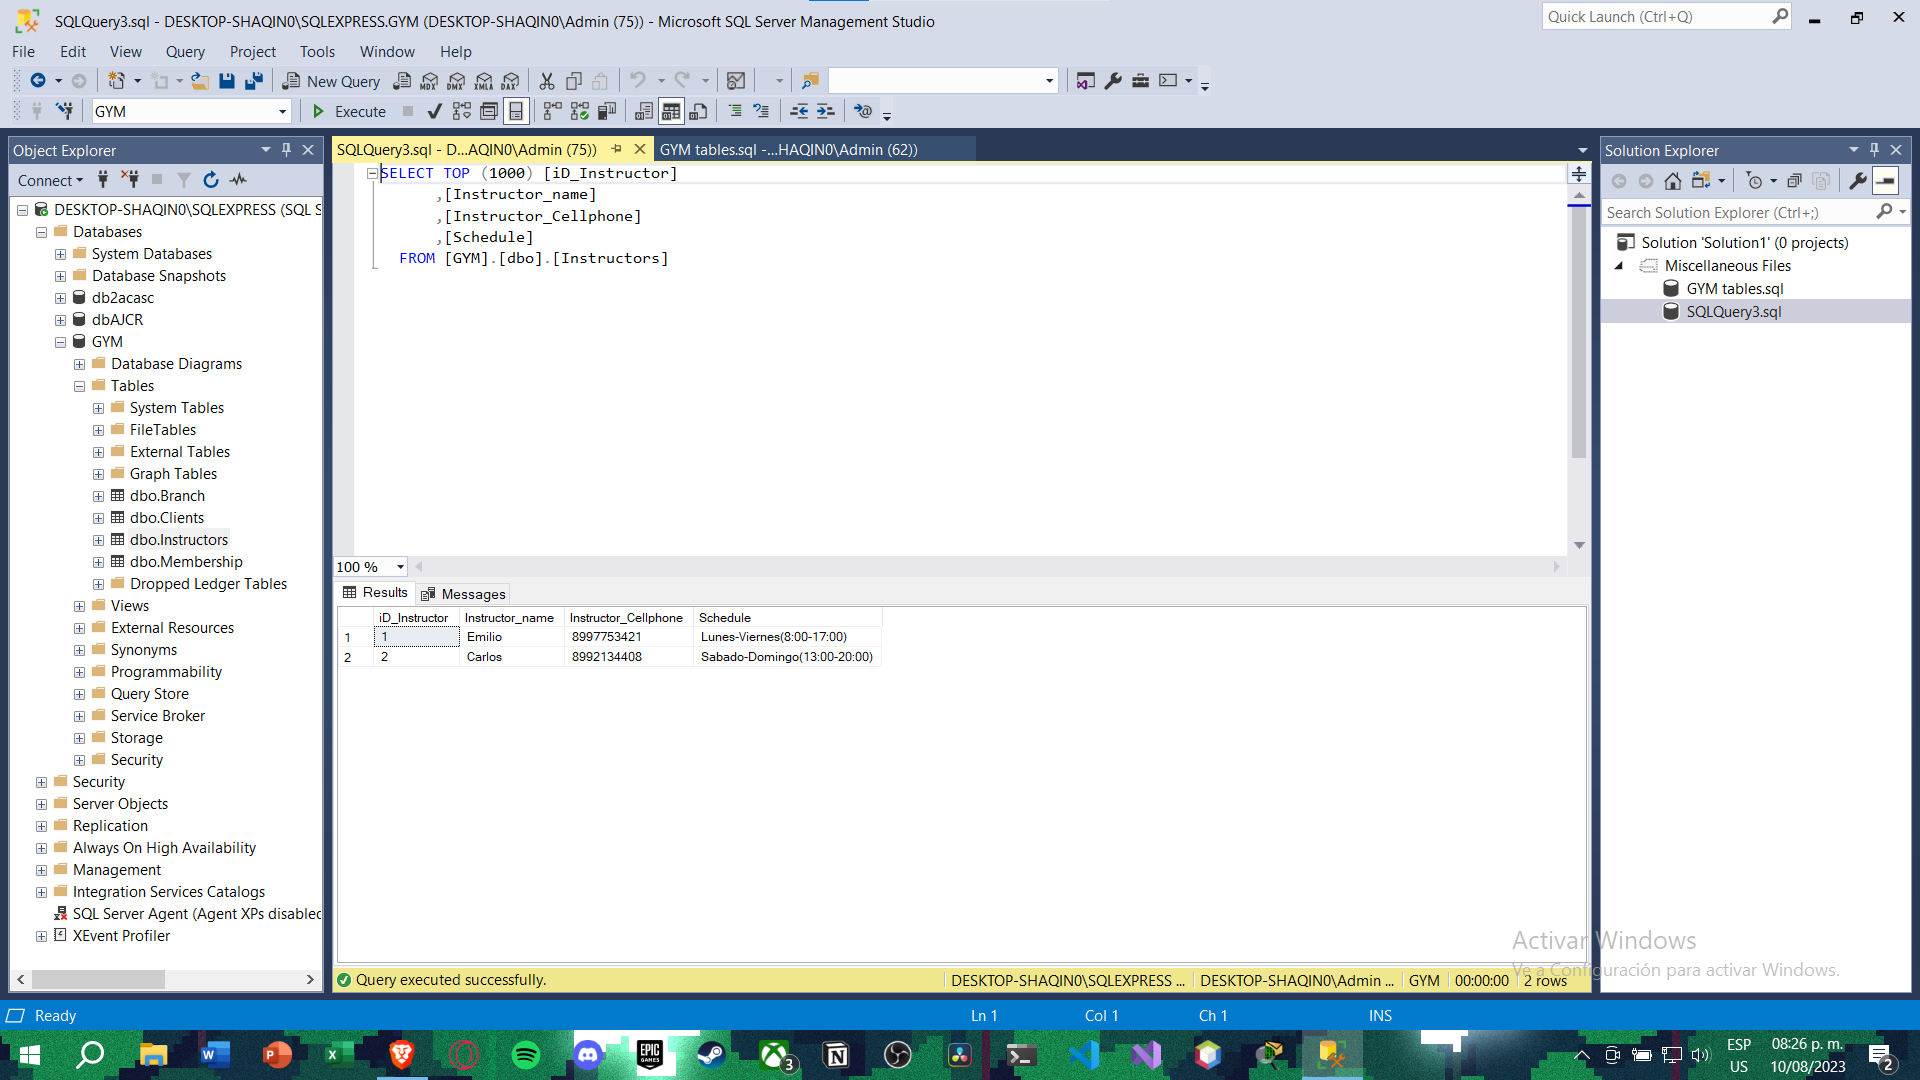 SQLQuery3.sql - DESKTOP-SHAQIN0\SQLEXPRESS.GYM (DESKTOP-SHAQIN0\Admin (75)) - Microsoft SQL Server Management Studio
Quick Launch (Ctrl+Q)
File Edit View Query Project Tools Window Help
New Query
MDX DMX XMLA DAX
GYM
Execute
Object Explorer
Connect
DESKTOP-SHAQIN0\SQLEXPRESS (SQL S
Databases
System Databases
Database Snapshots
db2acasc
dbAJCR
GYM
Database Diagrams
Tables
System Tables
FileTables
External Tables
Graph Tables
dbo.Branch
dbo.Clients
dbo.Instructors
dbo.Membership
Dropped Ledger Tables
Views
External Resources
Synonyms
Programmability
Query Store
Service Broker
Storage
Security
Security
Server Objects
Replication
Always On High Availability
Management
Integration Services Catalogs
SQL Server Agent (Agent XPs disabled
XEvent Profiler
SQLQuery3.sql - D...AQIN0\Admin (75))
GYM tables.sql -...HAQIN0\Admin (62))
SELECT TOP (1000) [iD_Instructor]
,[Instructor_name]
,[Instructor_Cellphone]
,[Schedule]
FROM [GYM].[dbo].[Instructors]
100 %
Results Messages
iD_Instructor Instructor_name Instructor_Cellphone Schedule
1 1 Emilio 8997753421 Lunes-Viernes(8:00-17:00)
2 2 Carlos 8992134408 Sabado-Domingo(13:00-20:00)
Query executed successfully.
DESKTOP-SHAQIN0\SQLEXPRESS ... DESKTOP-SHAQIN0\Admin ... GYM 00:00:00 2 rows
Solution Explorer
Search Solution Explorer (Ctrl+;)
Solution 'Solution1' (0 projects)
Miscellaneous Files
GYM tables.sql
SQLQuery3.sql
Activar Windows
Ve a Configuración para activar Windows.
Ready
Ln 1 Col 1 Ch 1 INS
EPIC GAMES
3
ESP
US
08:26 p. m.
10/08/2023
2